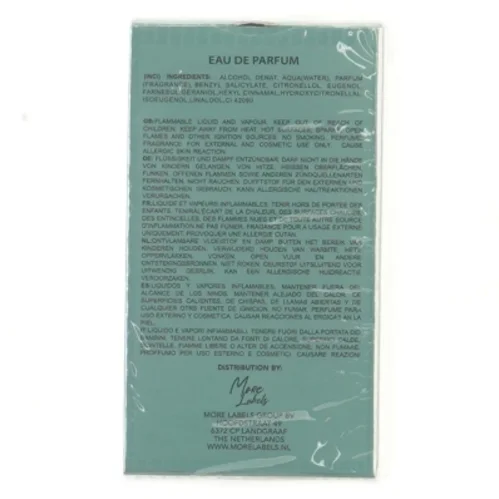 EAU DE PARFUM
(INCI) INGREDIENTS: ALCOHOL DENAT, AQUA(WATER), PARFUM
(FRAGRANCE) BENZYL SALICYLATE, CITRONELLOL EUGENOL,
FARNESOL, GERANIOL, HEXYL CINNAMAL, HYDROXYCITRONELLAL,
ISOEUGENOL, LINALOOL, CI 42090
GB:FLAMMABLE LIQUID AND VAPOUR. KEEP OUT OF REACH OF
CHILDREN. KEEP AWAY FROM HEAT HOT SURFACES, SPARKS, OPEN
FLAMES AND OTHER IGNITION SOURCES. NO SMOKING. PERFUME,
FRAGRANCE FOR EXTERNAL AND COSMETIC USE ONLY. CAUSE
ALLERGIC SKIN REACTION.
DE: FLÜSSIGKEIT UND DAMPF ENTZUNDBAR. DARF NICHT IN DIE HÄNDE
VON KINDERN GELANGEN. VON HITZE, HEISSEN OBERFLÄCHEN,
FUNKEN, OFFENEN FLAMMEN SOWIE ANDEREN ZÜNDQUELLENARTEN
FERNHALTEN. NICHT RAUCHEN. DUFTSTOFF FÜR DEN EXTERNEN UND
KOSMETISCHEN GEBRAUCH. KANN ALLERGISCHE HAUTREAKTIONEN
VERURSACHEN.
FR:LIQUIDE ET VAPEURS INFLAMMABLES. TENIR HORS DE PORTEE DES
ENFANTS. TENIR À L'ÉCART DE LA CHALEUR, DES SURFACES CHAUDES,
DES ETINCELLES, DES FLAMMES NUES ET DE TOUTE AUTRE SOURCE
D'INFLAMMATION NE PAS FUMER. FRAGRANCE POUR USAGE EXTERNE
UNIQUEMENT. PROVOQUER UNE ALLERGIE CUTAN.
NL:ONTVLAMBARE VLOEISTOF EN DAMP BUITEN HET BEREIK VAN
KINDEREN HOUDEN. VERWIJDERD HOUDEN VAN WARMTE, HETE
OPPERVLAKKEN, VONKEN, OPEN VUUR EN ANDERE
ONTSTEKINGSBRONNEN. NIET ROKEN. GEURSTOF UITSLUITEND VOOR
UITWENDIG GEBRUIK. KAN EEN ALLERGISCHE HUIDREACTIE
VEROORZAKEN.
ES:LIQUIDOS Y VAPORES INFLAMABLES. MANTENER FUERA DEL
ALCANCE DE LOS NINOS. MANTENER ALEJADO DEL CALOR, DE
SUPERFICIES CALIENTES, DE CHISPAS, DE LLAMAS ABIERTAS Y DE
CUALQUIER OTRA FUENTE DE IGNICION. NO FUMAR. PERFUME PARA
USO EXTERNO Y COSMETICA. CAUSAR REACCIONES AL ERGICAS EN LA
PIEL.
IT:LIQUIDO E VAPORI INFIAMMABILI. TENERE FUORI DALLA PORTATA DEI
BAMBINI. TENERE LONTANO DA FONTI DI CALORE, SUPERFICI CALDE,
SCINTILLE, FIAMME LIBERE O ALTER DE ACCENSIONE. NON FUMARE.
PROFUMO PER USO ESTERNO E COSMETICI. CAUSARE REAZIONI
DISTRIBUTION BY:
More
Labels
MORE LABELS GROUP BV
HOOFDSTRAAT 49
6372 CP LANDGRAAF
THE NETHERLANDS
WWW.MORELABELS.NL